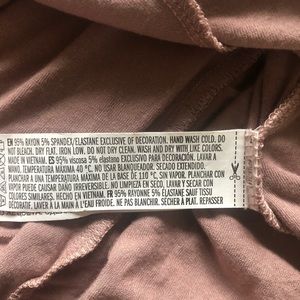 EN 95% RAYON 5% SPANDEX/ELASTANE EXCLUSIVE OF DECORATION. HAND WASH COLD. DO
NOT BLEACH. DRY FLAT. IRON LOW. DO NOT DRY CLEAN. WASH AND DRY WITH LIKE COLORS.
MADE IN VIETNAM. ES 95% viscosa 5% elastano EXCLUSIVO PARA DECORACIÓN. LAVAR A
MANO. TEMPERATURA MÁXIMA 40 °C. NO USAR BLANQUEADOR. SECADO EXTENDIDO.
PLANCHAR A UNA TEMPERATURA MÁXIMA DE LA BASE DE 110 °C, SIN VAPOR. PLANCHAR CON
VAPOR PUEDE CAUSAR DAÑO IRREVERSIBLE. NO LIMPIEZA EN SECO. LAVAR Y SECAR CON
COLORES SIMILARES. HECHO EN VIETNAM. FR 95% RAYONNE 5% ÉLASTHANNE SAUF TISSU
DÉCORATIF. LAVER À LA MAIN À L'EAU FROIDE. NE PAS BLANCHIR. SÉCHER À PLAT. REPASSER